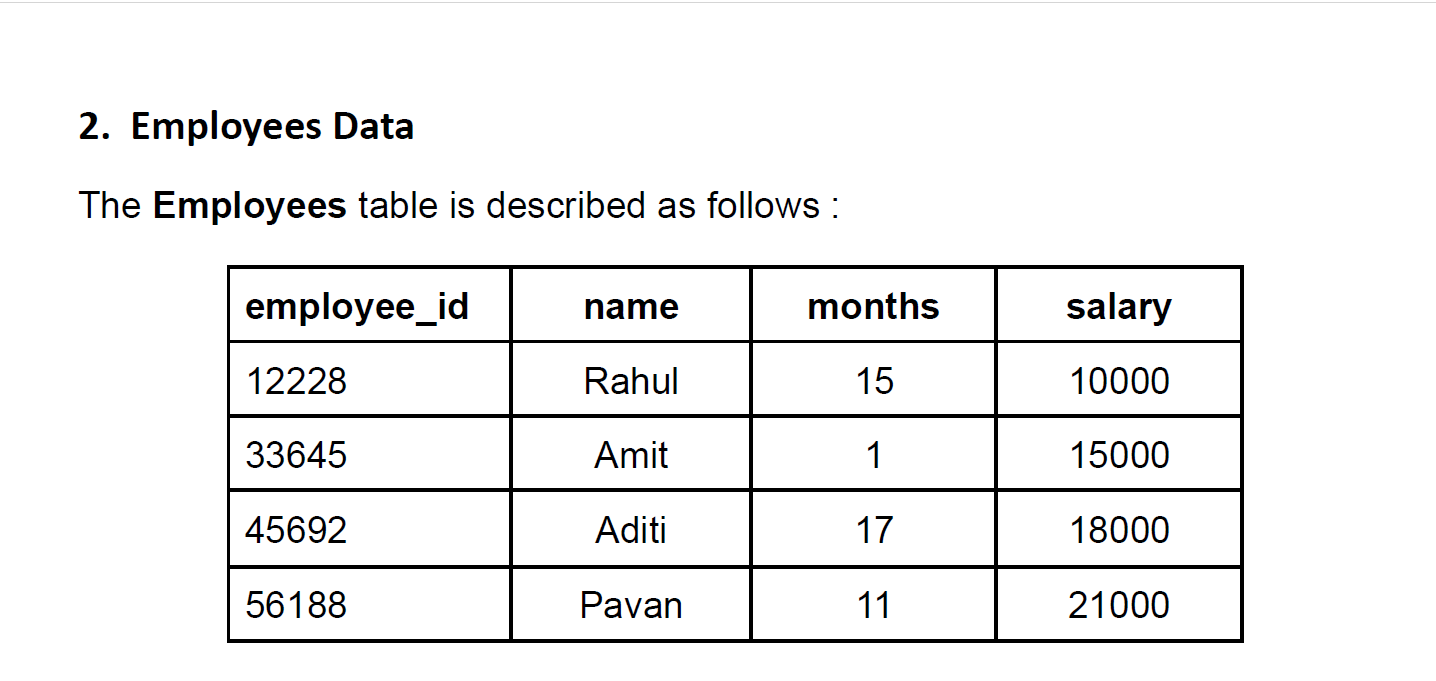 2. Employees Data
The Employees table is described as follows :
employee_id name months salary
12228 Rahul 15 10000
33645 Amit 1 15000
45692 Aditi 17 18000
56188 Pavan 11 21000